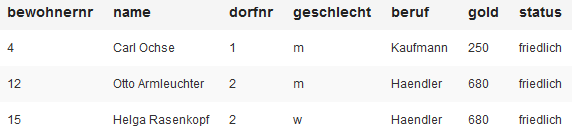 bewohnernr name dorfnr geschlecht beruf gold status
4 Carl Ochse 1 m Kaufmann 250 friedlich
12 Otto Armleuchter 2 m Haendler 680 friedlich
15 Helga Rasenkopf 2 w Haendler 680 friedlich